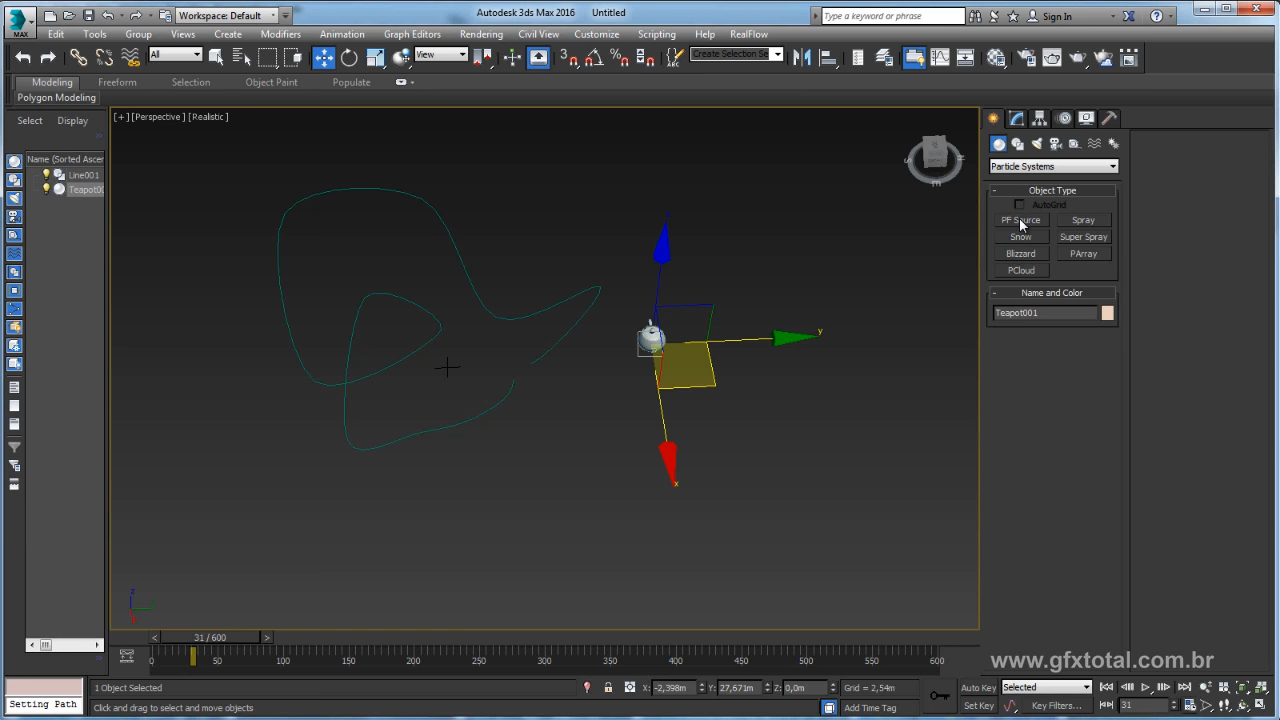 MAX
Workspace: Default
Autodesk 3ds Max 2016 Untitled
Type a keyword or phrase
Sign In
Edit Tools Group Views Create Modifiers Animation Graph Editors Rendering Civil View Customize Scripting Help RealFlow
All
View
3
Create Selection Se
Modeling Freeform Selection Object Paint Populate
Polygon Modeling
Select Display
[+] [Perspective] [Realistic]
Name (Sorted Ascen
Line001
Teapot00
Particle Systems
- Object Type
AutoGrid
PF Source Spray
Snow Super Spray
Blizzard PArray
PCloud
- Name and Color
Teapot001
y
x
z
< 31 / 600 >
0 50 100 150 200 250 300 350 400 450 500 550 600
www.gfxtotal.com.br
1 Object Selected
X: -2,398m Y: 27,671m Z: 0,0m Grid = 2,54m
Auto Key Selected
Setting Path
Click and drag to select and move objects
Add Time Tag
Set Key Key Filters... 31